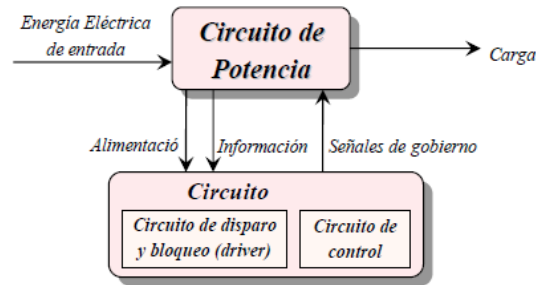 Energía Eléctrica
de entrada
Circuito de
Potencia
Carga
Alimentació
Información
Señales de gobierno
Circuito
Circuito de disparo
y bloqueo (driver)
Circuito de
control